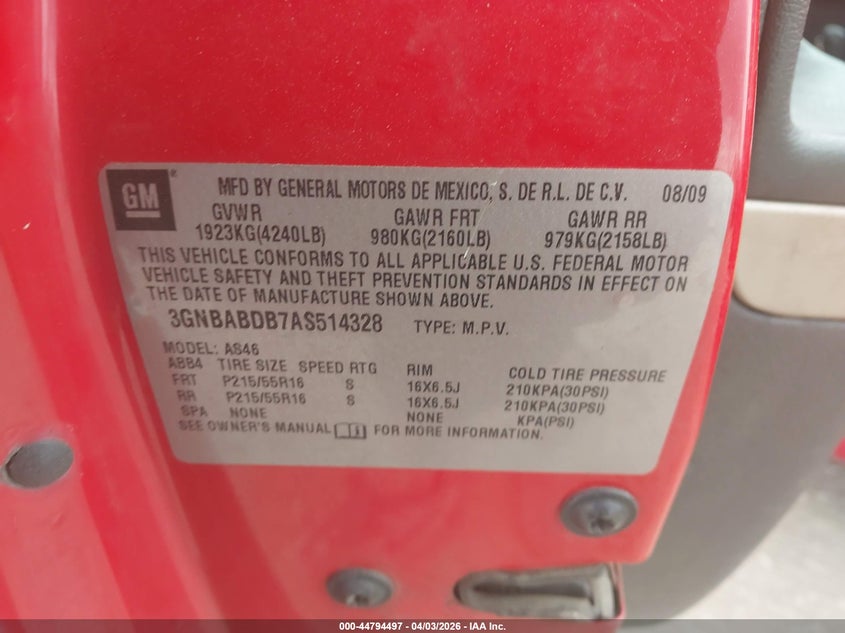 GM ® MFD BY GENERAL MOTORS DE MEXICO, S. DE R.L. DE C.V. 08/09
GVWR GAWR FRT GAWR RR
1923KG(4240LB) 980KG(2160LB) 979KG(2158LB)
THIS VEHICLE CONFORMS TO ALL APPLICABLE U.S. FEDERAL MOTOR
VEHICLE SAFETY AND THEFT PREVENTION STANDARDS IN EFFECT ON
THE DATE OF MANUFACTURE SHOWN ABOVE.
3GNBABDB7AS514328 TYPE: M.P.V.
MODEL: AS46
ABB4 TIRE SIZE SPEED RTG RIM COLD TIRE PRESSURE
FRT P215/55R16 S 16X6.5J 210KPA(30PSI)
RR P215/55R16 S 16X6.5J 210KPA(30PSI)
SPA NONE NONE KPA(PSI)
SEE OWNER'S MANUAL FOR MORE INFORMATION.
000-44794497 - 04/03/2026 - IAA Inc.